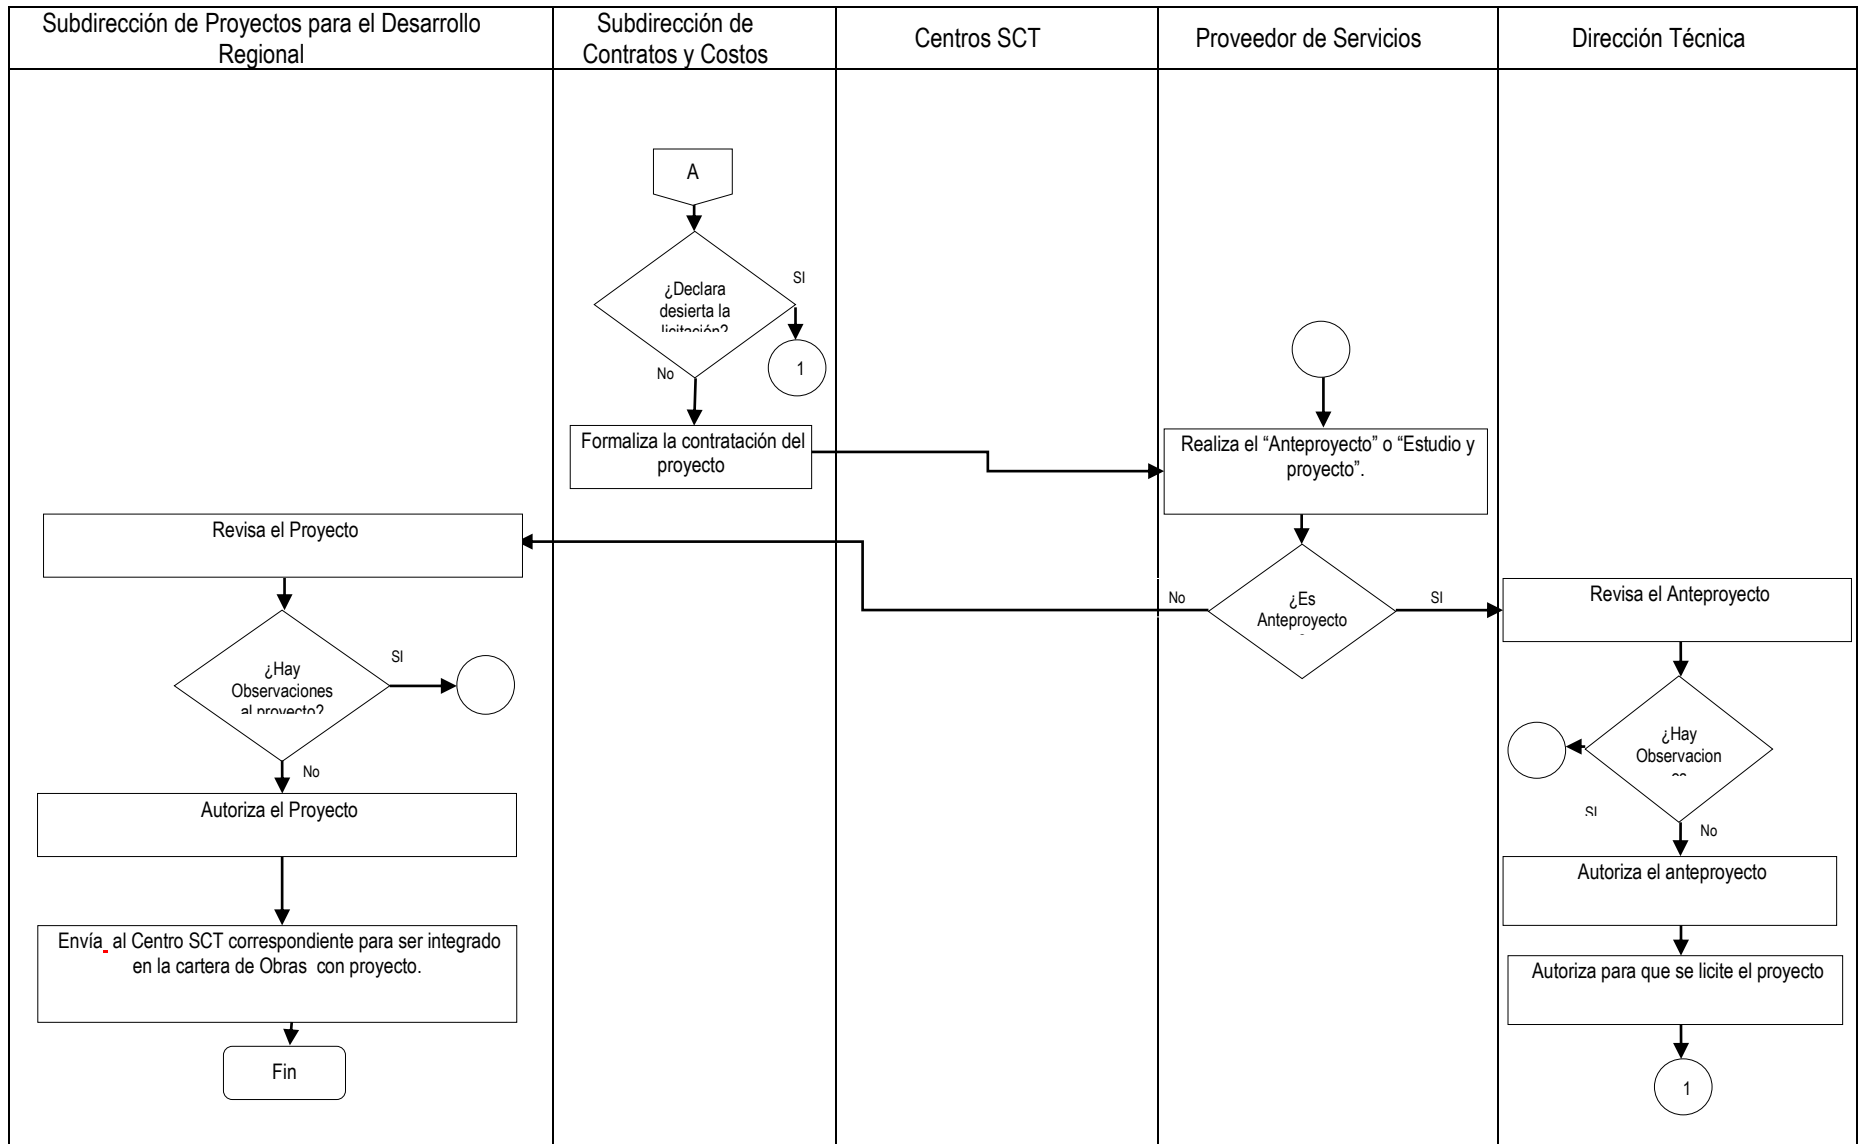 Subdirección de Proyectos para el Desarrollo
Regional
Subdirección de
Contratos y Costos
Centros SCT
Proveedor de Servicios
Dirección Técnica
A
¿Declara
desierta la
licitación?
SI
1
No
Formaliza la contratación del
proyecto
Realiza el “Anteproyecto” o “Estudio y
proyecto”.
Revisa el Proyecto
No
¿Es
Anteproyecto
SI
Revisa el Anteproyecto
¿Hay
Observaciones
al proyecto?
SI
¿Hay
Observacion
SI
No
No
Autoriza el Proyecto
Autoriza el anteproyecto
Envía al Centro SCT correspondiente para ser integrado
en la cartera de Obras con proyecto.
Autoriza para que se licite el proyecto
Fin
1